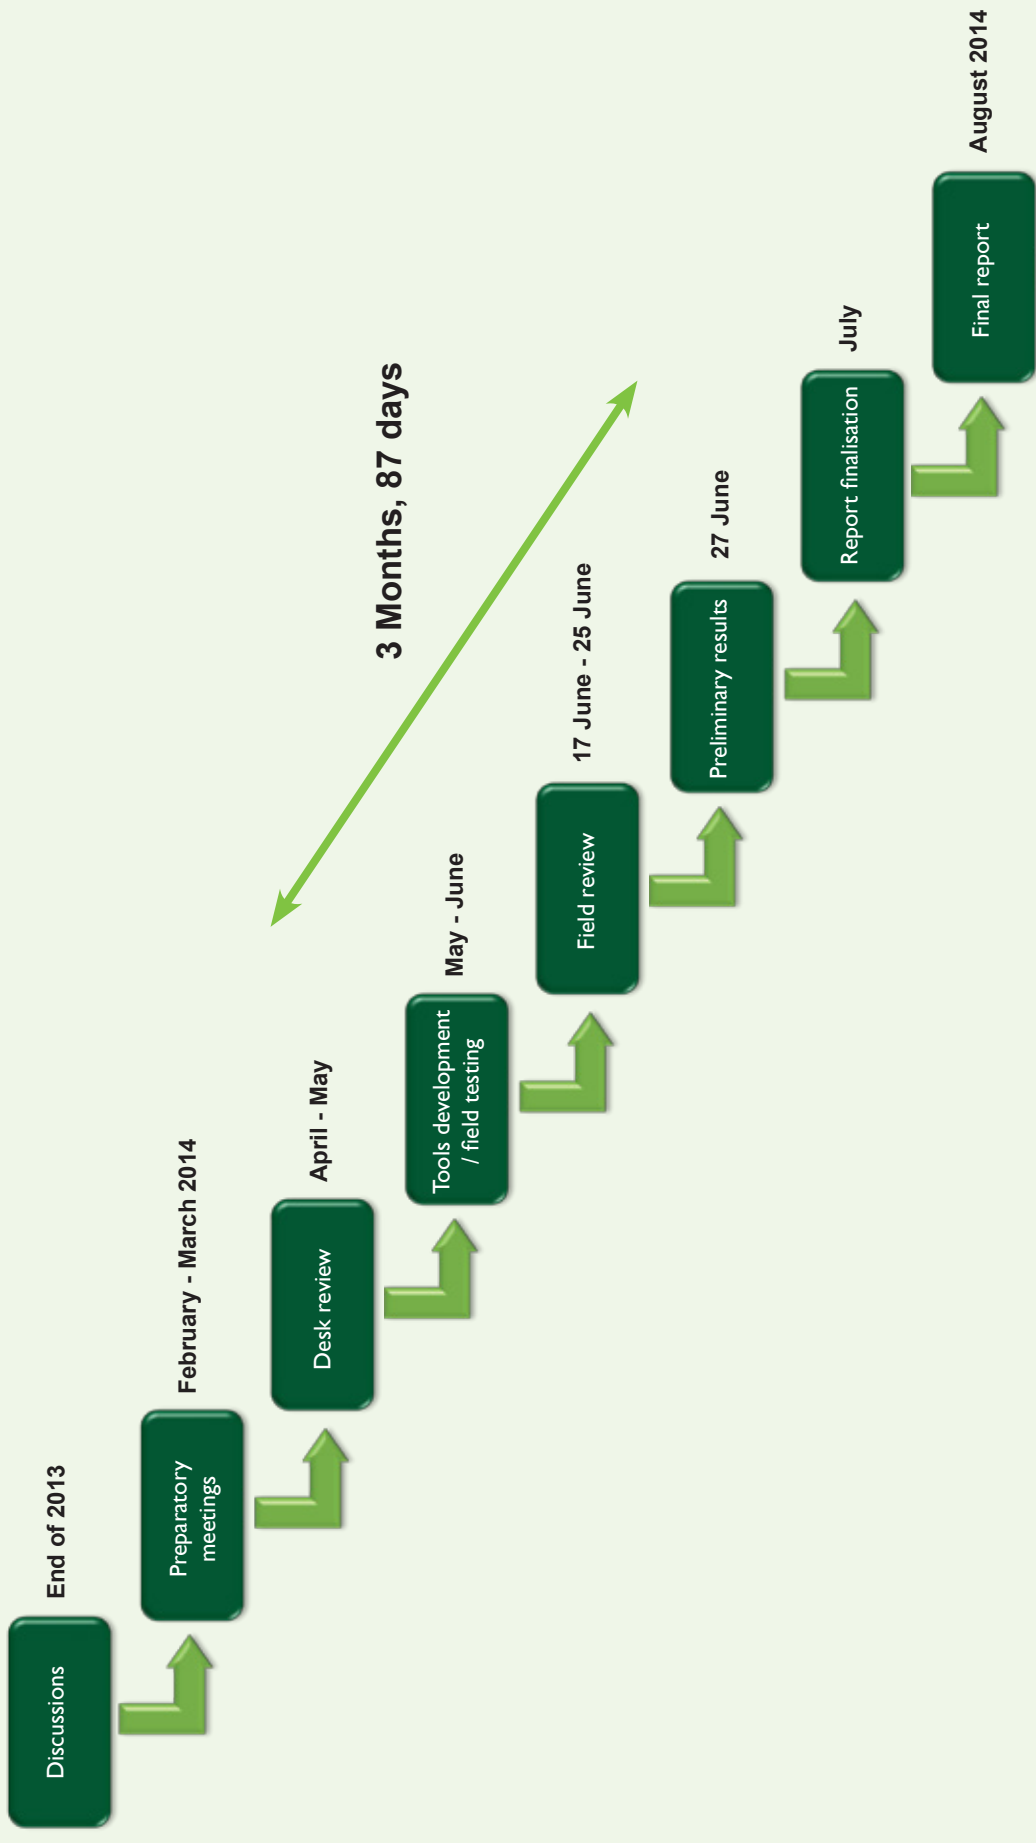 Discussions
End of 2013
Preparatory
meetings
February - March 2014
Desk review
April - May
Tools development
/ field testing
May - June
Field review
17 June - 25 June
Preliminary results
27 June
Report finalisation
July
Final report
August 2014
3 Months, 87 days